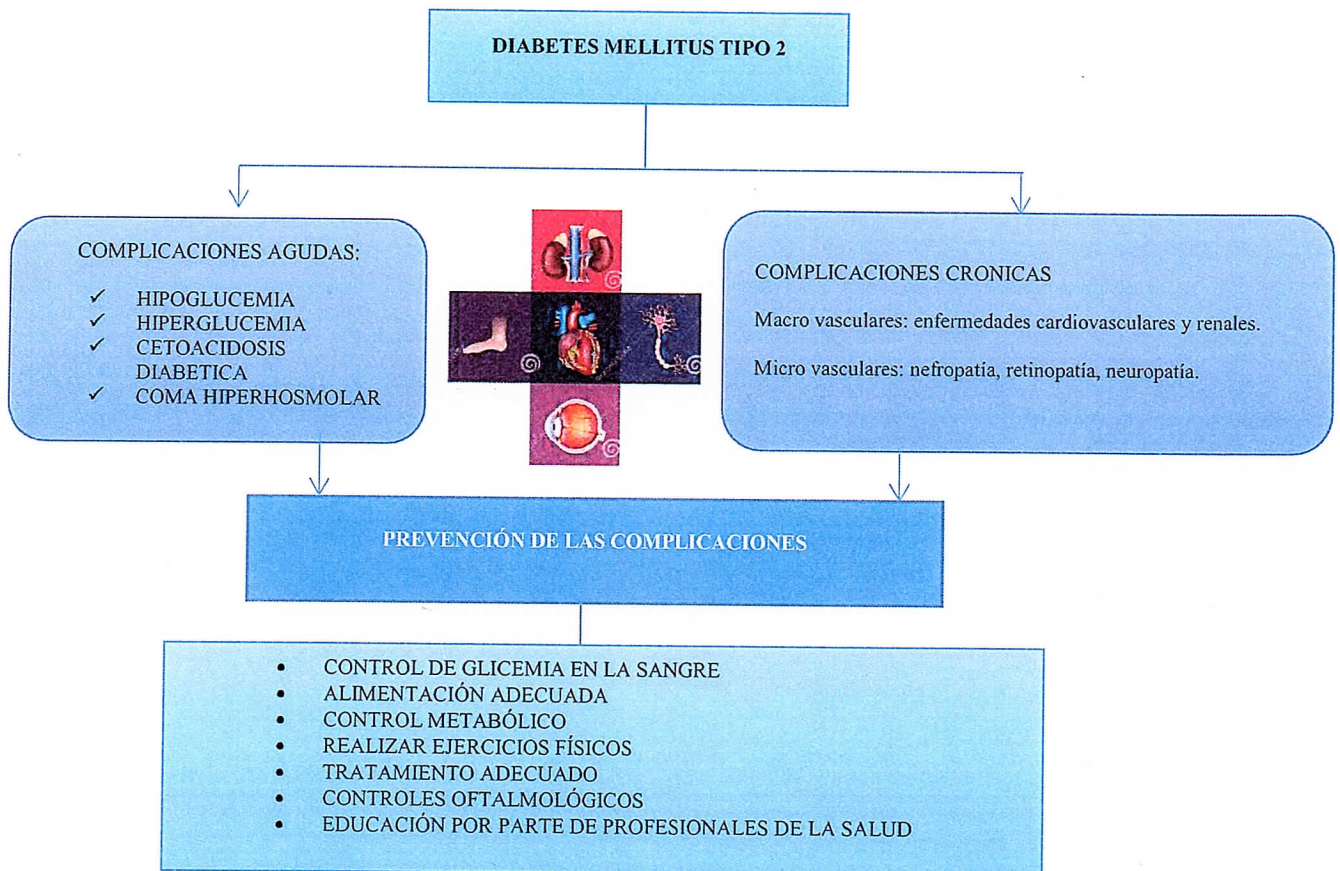 DIABETES MELLITUS TIPO 2
COMPLICACIONES AGUDAS:
✓ HIPOGLUCEMIA
✓ HIPERGLUCEMIA
✓ CETOACIDOSIS
DIABETICA
✓ COMA HIPERHOSMOLAR
COMPLICACIONES CRONICAS
Macro vasculares: enfermedades cardiovasculares y renales.
Micro vasculares: nefropatía, retinopatía, neuropatía.
PREVENCIÓN DE LAS COMPLICACIONES
• CONTROL DE GLICEMIA EN LA SANGRE
• ALIMENTACIÓN ADECUADA
• CONTROL METABÓLICO
• REALIZAR EJERCICIOS FÍSICOS
• TRATAMIENTO ADECUADO
• CONTROLES OFTALMOLÓGICOS
• EDUCACIÓN POR PARTE DE PROFESIONALES DE LA SALUD